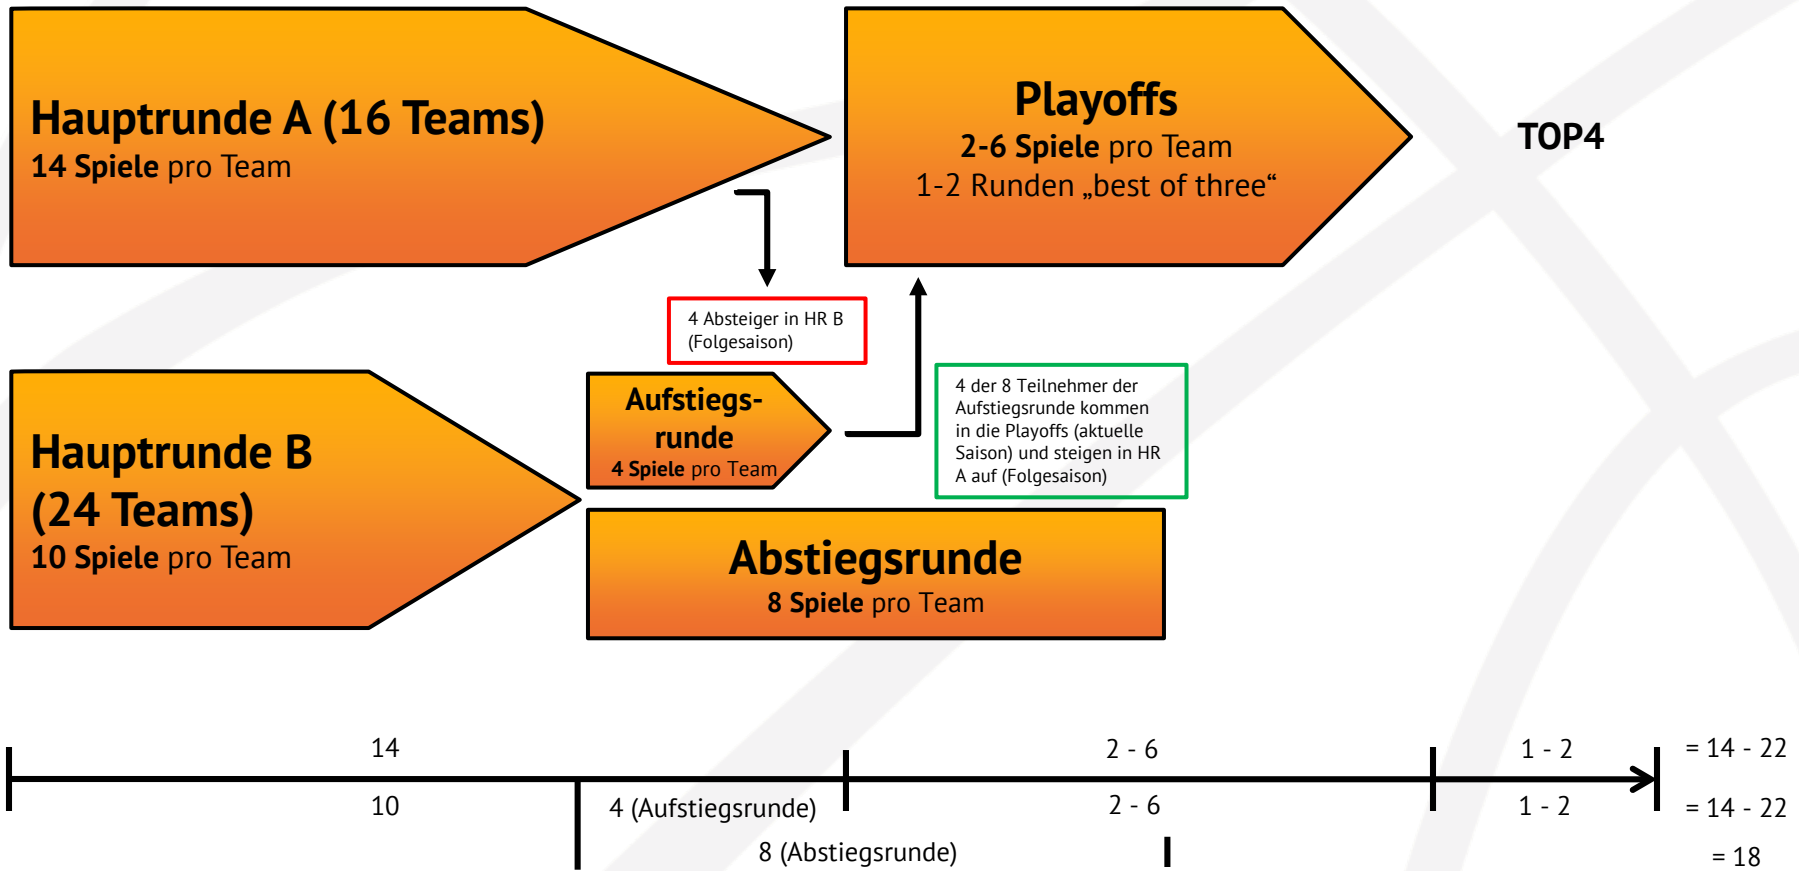 Hauptrunde A (16 Teams)
14 Spiele pro Team
Playoffs
2-6 Spiele pro Team
1-2 Runden „best of three“
TOP4
4 Absteiger in HR B
(Folgesaison)
Hauptrunde B
(24 Teams)
10 Spiele pro Team
Aufstiegs-
runde
4 Spiele pro Team
4 der 8 Teilnehmer der
Aufstiegsrunde kommen
in die Playoffs (aktuelle
Saison) und steigen in HR
A auf (Folgesaison)
Abstiegsrunde
8 Spiele pro Team
14 2 - 6 1 - 2 = 14 - 22
10 4 (Aufstiegsrunde) 2 - 6 1 - 2 = 14 - 22
8 (Abstiegsrunde) = 18